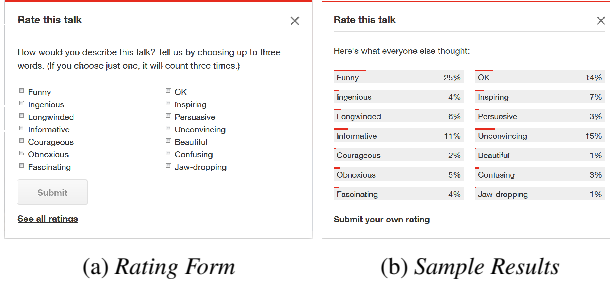 Rate this talk
×
How would you describe this talk? Tell us by choosing up to three
words. (If you choose just one, it will count three times.)
Funny
Ingenious
Longwinded
Informative
Courageous
Obnoxious
Fascinating
OK
Inspiring
Persuasive
Unconvincing
Beautiful
Confusing
Jaw-dropping
Submit
See all ratings
(a) Rating Form
Rate this talk
×
Here's what everyone else thought:
Funny 25%
Ingenious 4%
Longwinded 6%
Informative 11%
Courageous 2%
Obnoxious 5%
Fascinating 4%
OK 14%
Inspiring 7%
Persuasive 3%
Unconvincing 15%
Beautiful 1%
Confusing 3%
Jaw-dropping 1%
Submit your own rating
(b) Sample Results